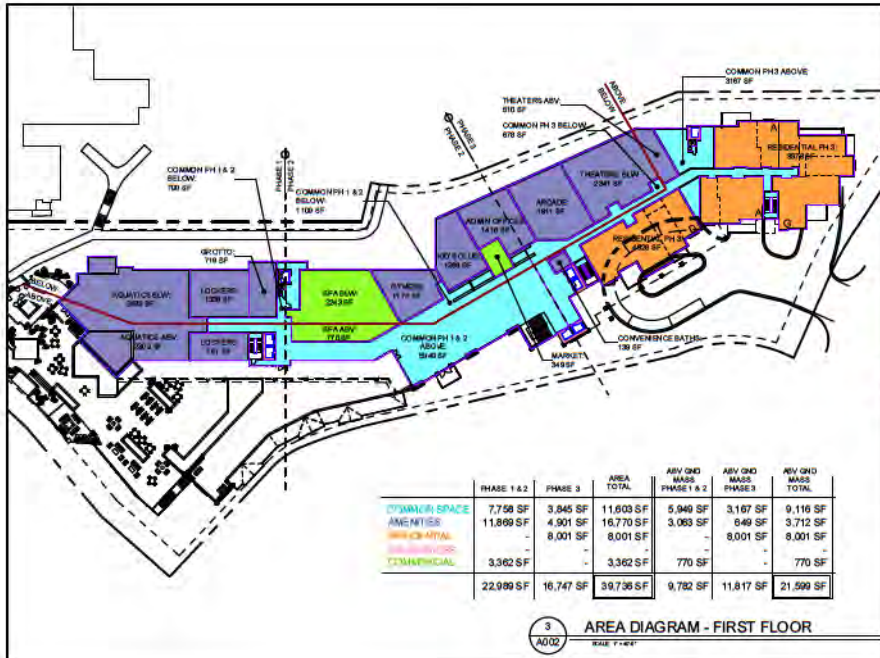 COMMON PH 3 ABOVE:
3167 SF
THEATERS ABV:
610 SF
ABOVE
BELOW
COMMON PH 3 BELOW:
678 SF
PHASE 3
PHASE 2
PHASE 1
PHASE 2
COMMON PH 1 & 2
BELOW:
700 SF
COMMON PH 1 & 2
BELOW:
1109 SF
A
RESIDENTIAL PH 3:
THEATERS BLW:
2341 SF
ARCADE:
1911 SF
ADMIN OFFICE:
1436 SF
KID'S CLUB:
RESIDENTIAL PH 3:
G
A
G
GROTTO:
718 SF
BELOW
ABOVE
AQUATICS BLW:
LOCKERS:
SPA BLW:
FITNESS:
AQUATICS ABV:
LOCKERS:
SPA ABV:
770 SF
COMMON PH 1 & 2
ABOVE
CONVENIENCE BATHS:
139 SF
MARKET:
349 SF
PHASE 1 & 2 PHASE 3 AREA TOTAL ABV GND MASS PHASE 1 & 2 ABV GND MASS PHASE 3 ABV GND MASS TOTAL
COMMON SPACE 7,758 SF 3,845 SF 11,603 SF 5,949 SF 3,167 SF 9,116 SF
AMENITIES 11,869 SF 4,901 SF 16,770 SF 3,063 SF 649 SF 3,712 SF
RESIDENTIAL - 8,001 SF 8,001 SF - 8,001 SF 8,001 SF
- - - -
COMMERCIAL 3,362 SF - 3,362 SF 770 SF - 770 SF
22,989 SF 16,747 SF 39,736 SF 9,782 SF 11,817 SF 21,599 SF
3
A002
AREA DIAGRAM - FIRST FLOOR